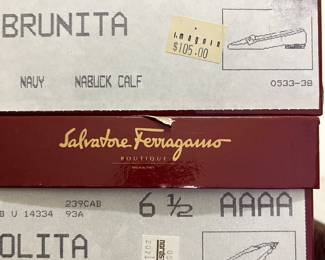 BRUNITA
I. MAGNIN
$105.00
NAVY NABUCK CALF
0533-38
Salvatore Ferragamo
BOUTIQUE
239CAB
B V 14334 93A
6 ½ AAAA
OLITA